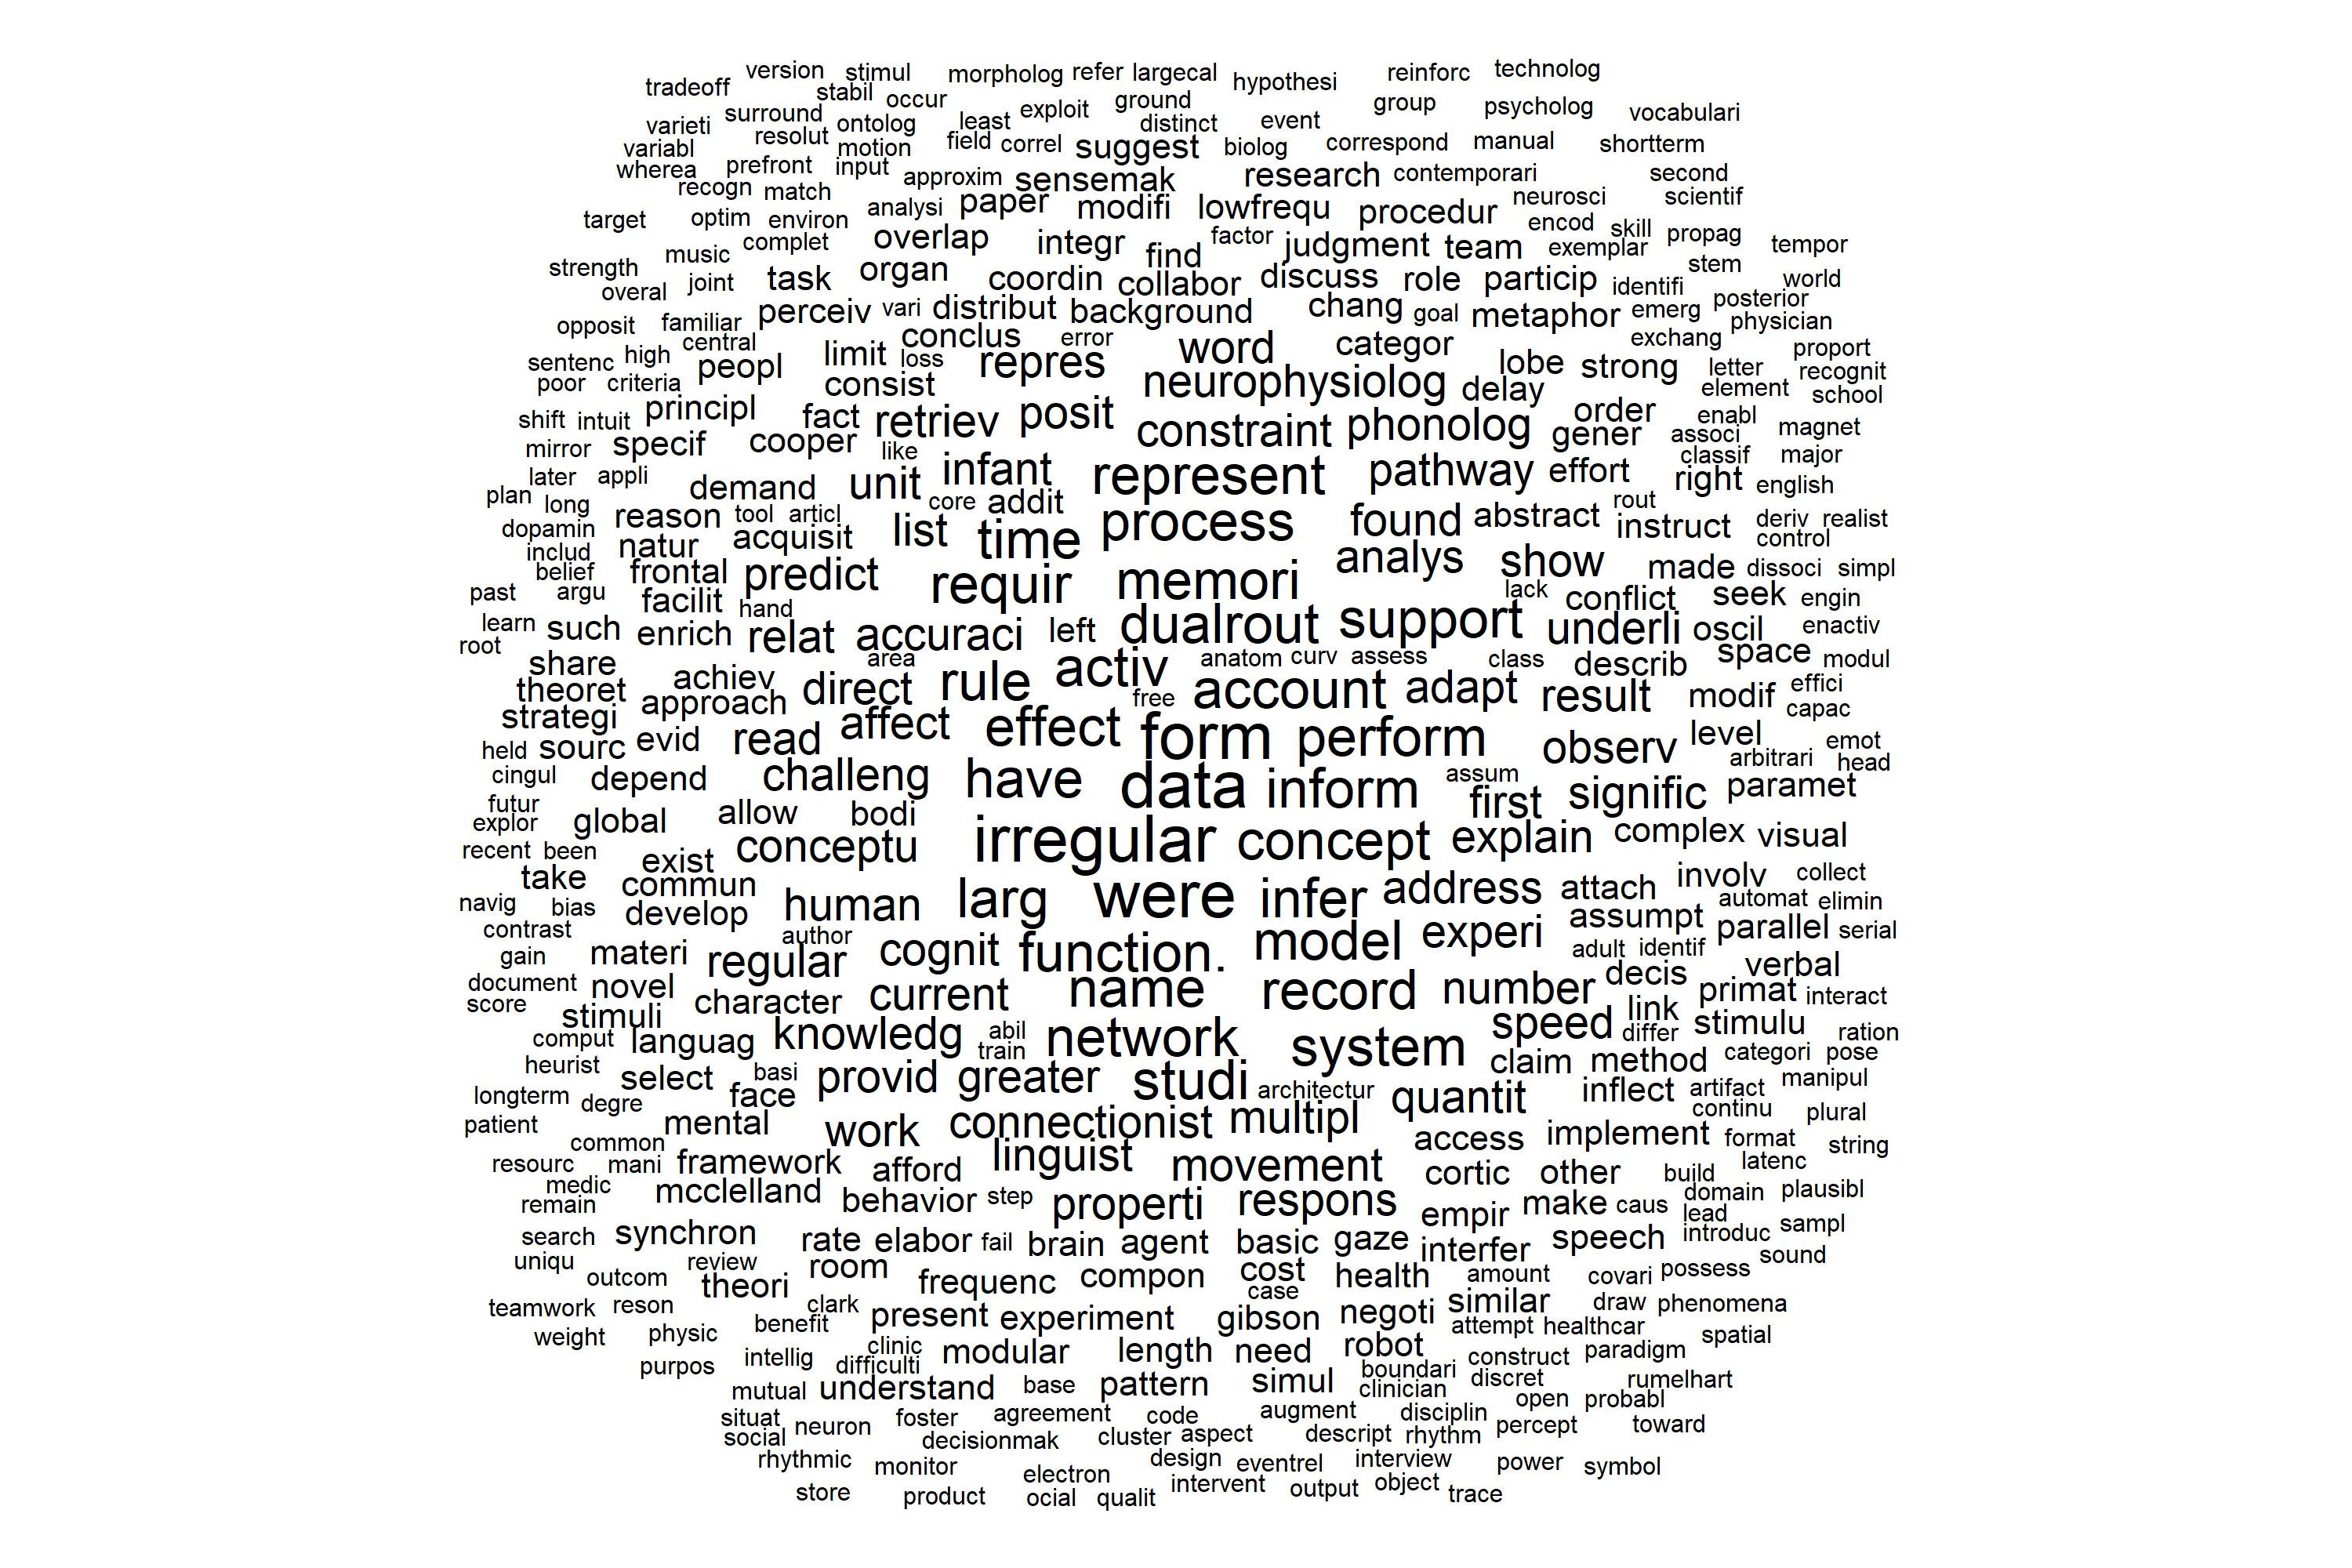 version stimul morpholog refer largecal hypothesi reinforc technolog
tradeoff stabil occur exploit ground group psycholog vocabulari
surround ontolog least distinct event
varieti resolut motion field correl suggest biolog correspond manual shortterm
variabl wherea prefront input approxim sensemak research contemporari second
recogn match analysi paper modifi lowfrequ procedur neurosci scientif
target optim environ factor encod skill
complet overlap integr find judgment team exemplar propag tempor
music strength task organ coordin collabor discuss role particip identifi stem world
overal joint perceiv vari distribut background chang goal metaphor emerg posterior
opposit familiar central conclus error word categor exchang physician
sentenc high peopl limit loss repres lobe strong letter proport recognit
poor criteria consist neurophysiolog delay element school
shift intuit principl fact retriev posit constraint phonolog order enabl magnet
mirror specif cooper like gener associ classif major
later appli infant represent pathway effort right english
plan long demand unit core addit rout
dopamin reason tool articl list time process found abstract instruct deriv realist
includ natur acquisit analys show control
belief frontal predict requir memori made dissoci simpl
past argu facilit hand lack conflict seek engin
learn such enrich relat accuraci left dualrout support underli oscil enactiv
root share area activ anatom curv assess class describ space modul
theoret achiev approach direct rule free account adapt result modif effici capac
strategi affect effect form perform
held sourc evid read observ level arbitrari emot head
cingul depend challeng have data inform assum first signific paramet
futur explor global allow bodi
recent been exist conceptu irregular concept explain complex visual
take commun human larg were infer address attach involv collect
navig bias develop assumpt automat elimin
contrast author experi parallel serial
gain materi regular cognit function. model adult identif
document novel character current name record number decis verbal
score stimuli link primat interact
comput languag knowledg abil train network system speed differ stimulu ration
heurist select basi provid greater studi architectur claim method categori pose
longterm degre face quantit inflect artifact manipul
patient mental work connectionist multipl continu plural
common framework afford linguist movement access implement format string
resourc mani cortic other build latenc
medic remain mcclelland behavior step properti respons empir make caus domain plausibl
search synchron rate elabor fail brain agent basic gaze interfer speech lead introduc sampl
uniqu review room sound
outcom theori frequenc compon cost health amount covari possess
teamwork reson clark present experiment case gibson negoti similar draw phenomena
weight physic benefit attempt healthcar spatial
purpos intellig clinic difficulti modular length need robot construct paradigm
mutual understand base pattern simul boundari clinician discret rumelhart
situat neuron foster agreement code augment disciplin open probabl
social decisionmak cluster aspect descript rhythm percept toward
rhythmic monitor electron design eventrel interview power symbol
store product ocial qualit intervent output object trace